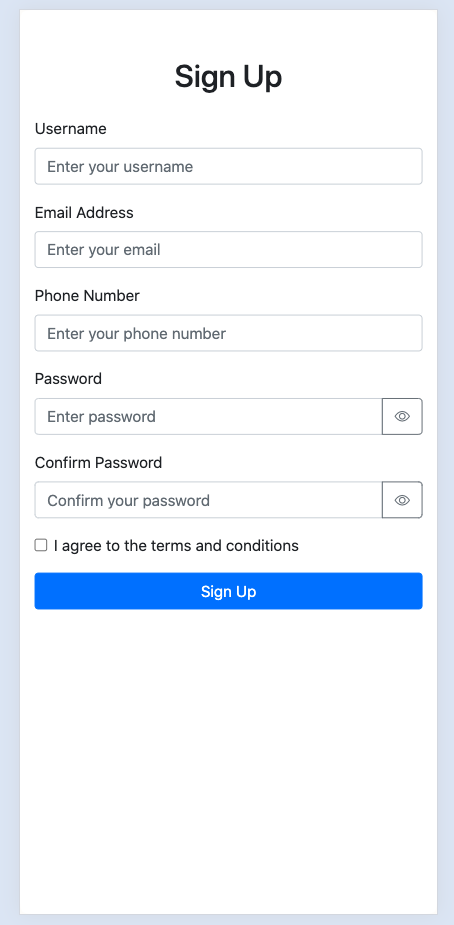 Sign Up
Username
Enter your username
Email Address
Enter your email
Phone Number
Enter your phone number
Password
Enter password
Confirm Password
Confirm your password
I agree to the terms and conditions
Sign Up